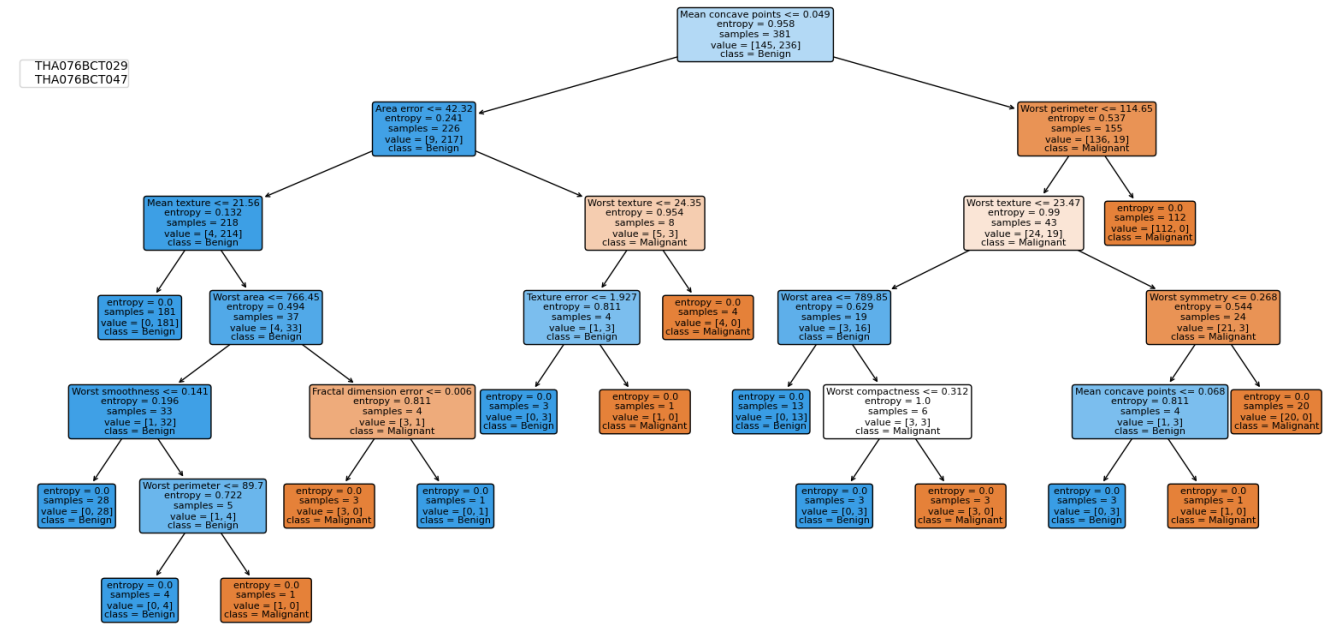 Mean concave points <= 0.049
entropy = 0.958
samples = 381
value = [145, 236]
class = Benign
THA076BCT029
THA076BCT047
Area error <= 42.32
entropy = 0.241
samples = 226
value = [9, 217]
class = Benign
Worst perimeter <= 114.65
entropy = 0.537
samples = 155
value = [136, 19]
class = Malignant
Mean texture <= 21.56
entropy = 0.132
samples = 218
value = [4, 214]
class = Benign
Worst texture <= 24.35
entropy = 0.954
samples = 8
value = [5, 3]
class = Malignant
Worst texture <= 23.47
entropy = 0.99
samples = 43
value = [24, 19]
class = Malignant
entropy = 0.0
samples = 112
value = [112, 0]
class = Malignant
entropy = 0.0
samples = 181
value = [0, 181]
class = Benign
Worst area <= 766.45
entropy = 0.494
samples = 37
value = [4, 33]
class = Benign
Texture error <= 1.927
entropy = 0.811
samples = 4
value = [1, 3]
class = Benign
entropy = 0.0
samples = 4
value = [4, 0]
class = Malignant
Worst area <= 789.85
entropy = 0.629
samples = 19
value = [3, 16]
class = Benign
Worst symmetry <= 0.268
entropy = 0.544
samples = 24
value = [21, 3]
class = Malignant
Worst smoothness <= 0.141
entropy = 0.196
samples = 33
value = [1, 32]
class = Benign
Fractal dimension error <= 0.006
entropy = 0.811
samples = 4
value = [3, 1]
class = Malignant
entropy = 0.0
samples = 3
value = [0, 3]
class = Benign
entropy = 0.0
samples = 1
value = [1, 0]
class = Malignant
entropy = 0.0
samples = 13
value = [0, 13]
class = Benign
Worst compactness <= 0.312
entropy = 1.0
samples = 6
value = [3, 3]
class = Malignant
Mean concave points <= 0.068
entropy = 0.811
samples = 4
value = [1, 3]
class = Benign
entropy = 0.0
samples = 20
value = [20, 0]
class = Malignant
entropy = 0.0
samples = 28
value = [0, 28]
class = Benign
Worst perimeter <= 89.7
entropy = 0.722
samples = 5
value = [1, 4]
class = Benign
entropy = 0.0
samples = 3
value = [3, 0]
class = Malignant
entropy = 0.0
samples = 1
value = [0, 1]
class = Benign
entropy = 0.0
samples = 3
value = [0, 3]
class = Benign
entropy = 0.0
samples = 3
value = [3, 0]
class = Malignant
entropy = 0.0
samples = 3
value = [0, 3]
class = Benign
entropy = 0.0
samples = 1
value = [1, 0]
class = Malignant
entropy = 0.0
samples = 4
value = [0, 4]
class = Benign
entropy = 0.0
samples = 1
value = [1, 0]
class = Malignant